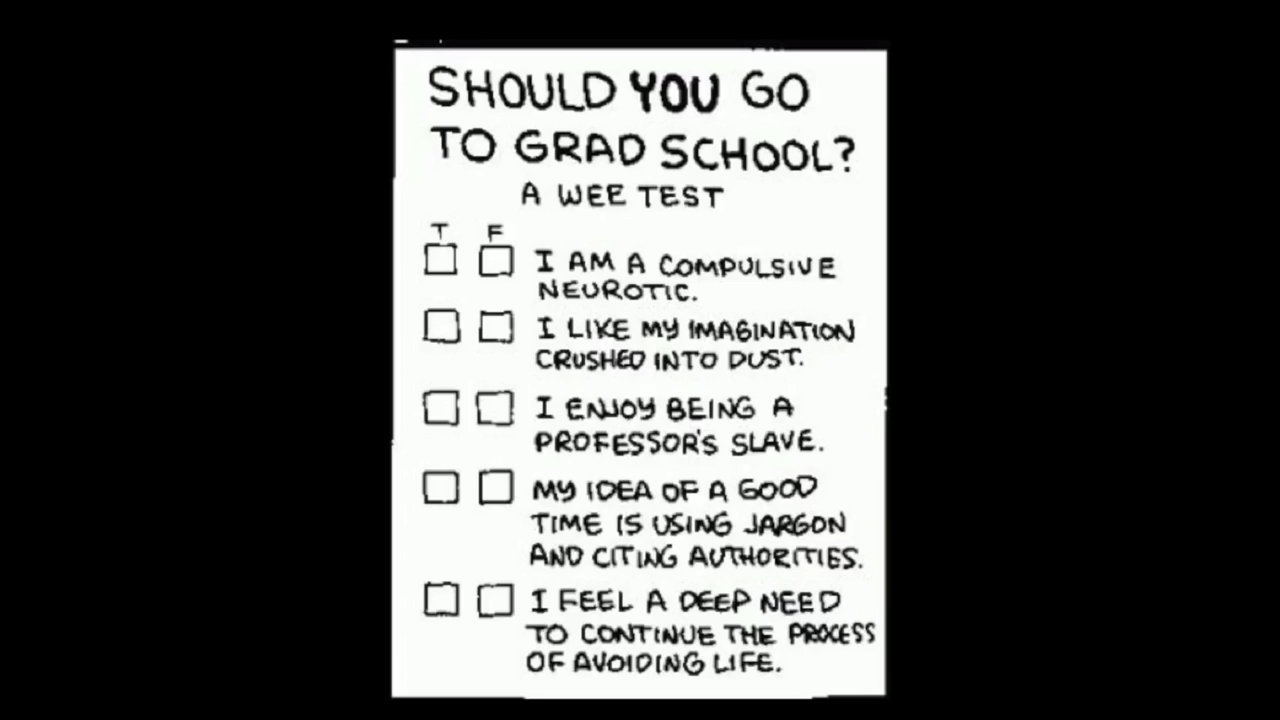 SHOULD YOU GO
TO GRAD SCHOOL?
A WEE TEST
T F
I AM A COMPULSIVE
NEUROTIC.
I LIKE MY IMAGINATION
CRUSHED INTO DUST.
I ENJOY BEING A
PROFESSOR'S SLAVE.
MY IDEA OF A GOOD
TIME IS USING JARGON
AND CITING AUTHORITIES.
I FEEL A DEEP NEED
TO CONTINUE THE PROCESS
OF AVOIDING LIFE.